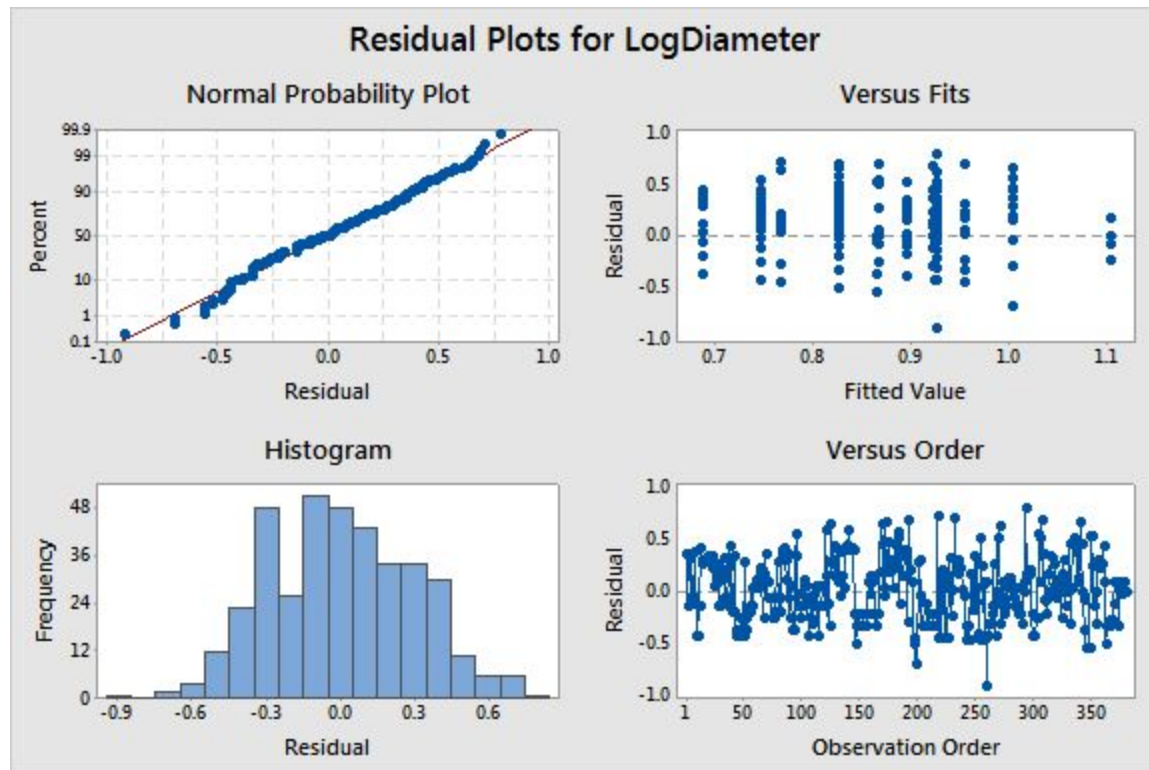 Residual Plots for LogDiameter
Normal Probability Plot
99.9
99
90
50
10
1
0.1
Percent
-1.0 -0.5 0.0 0.5 1.0
Residual
Versus Fits
1.0
0.5
0.0
-0.5
-1.0
Residual
0.7 0.8 0.9 1.0 1.1
Fitted Value
Histogram
48
36
24
12
0
Frequency
-0.9 -0.6 -0.3 0.0 0.3 0.6
Residual
Versus Order
1.0
0.5
0.0
-0.5
-1.0
Residual
1 50 100 150 200 250 300 350
Observation Order